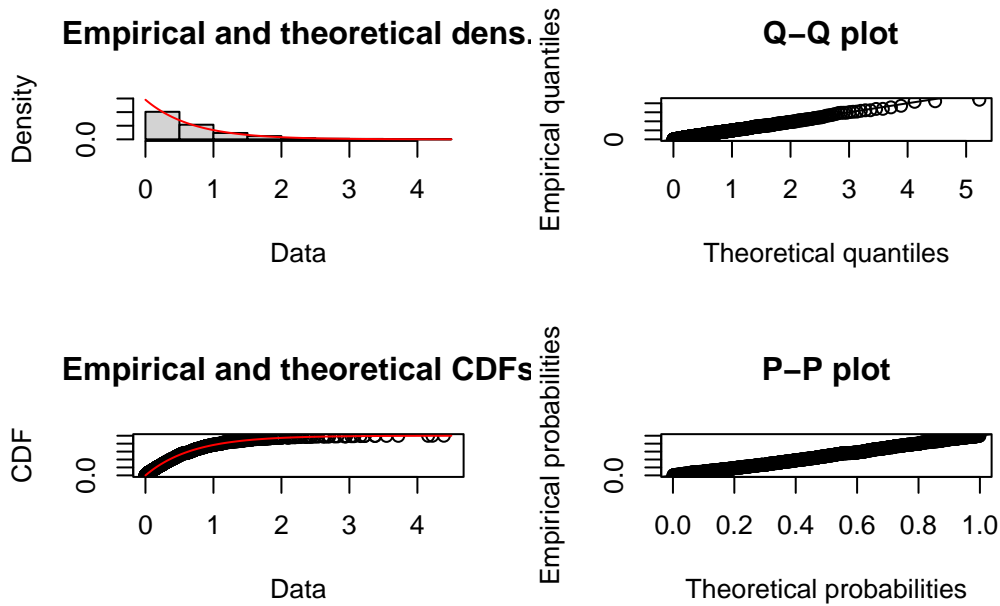 Empirical and theoretical dens.
Density
0.0
0 1 2 3 4
Data
Q−Q plot
Empirical quantiles
0
0 1 2 3 4 5
Theoretical quantiles
Empirical and theoretical CDFs
CDF
0.0
0 1 2 3 4
Data
P−P plot
Empirical probabilities
0.0
0.0 0.2 0.4 0.6 0.8 1.0
Theoretical probabilities